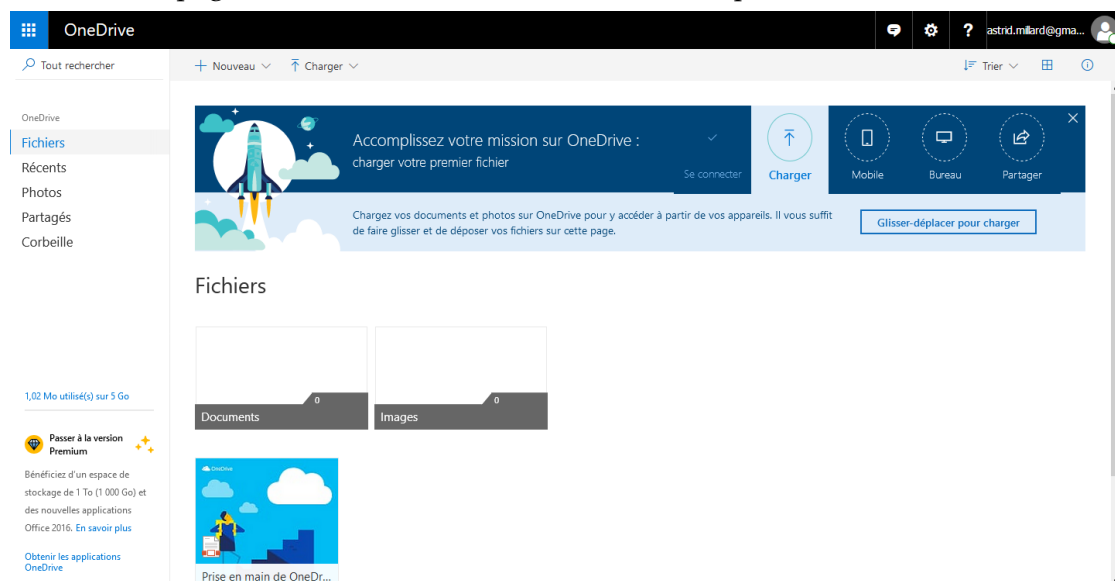 OneDrive
astrid.millard@gma...
Tout rechercher
Nouveau
Charger
Trier
OneDrive
Fichiers
Récents
Photos
Partagés
Corbeille
Accomplissez votre mission sur OneDrive :
charger votre premier fichier
Se connecter
Charger
Mobile
Bureau
Partager
Chargez vos documents et photos sur OneDrive pour y accéder à partir de vos appareils. Il vous suffit
de faire glisser et de déposer vos fichiers sur cette page.
Glisser-déplacer pour charger
Fichiers
0
Documents
0
Images
1,02 Mo utilisé(s) sur 5 Go
Passer à la version
Premium
Bénéficiez d'un espace de
stockage de 1 To (1 000 Go) et
des nouvelles applications
Office 2016. En savoir plus
Obtenir les applications
OneDrive
OneDrive
Prise en main de OneDr...